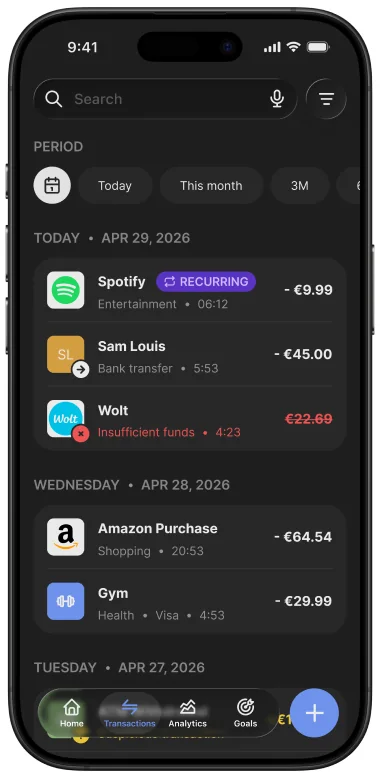 9:41
Search
PERIOD
1
Today
This month
3M
TODAY • APR 29, 2026
Spotify
RECURRING
- €9.99
Entertainment • 06:12
SL
Sam Louis
- €45.00
Bank transfer • 5:53
Wolt
Wolt
€22.69
Insufficient funds • 4:23
WEDNESDAY • APR 28, 2026
a
Amazon Purchase
- €64.54
Shopping • 20:53
Gym
- €29.99
Health • Visa • 4:53
TUESDAY • APR 27, 2026
Home
Transactions
Analytics
Goals